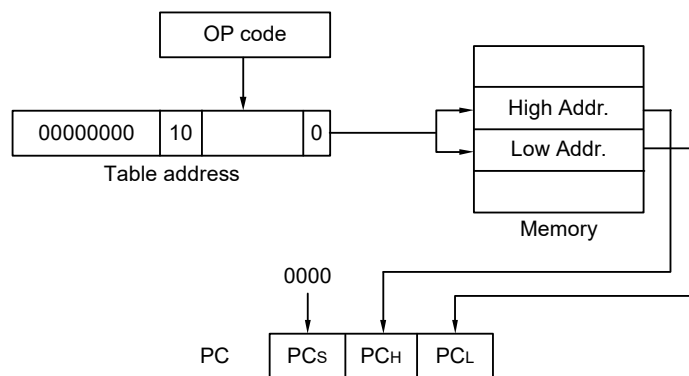 OP code
00000000 10 0
Table address
High Addr.
Low Addr.
Memory
0000
PC PCS PCH PCL